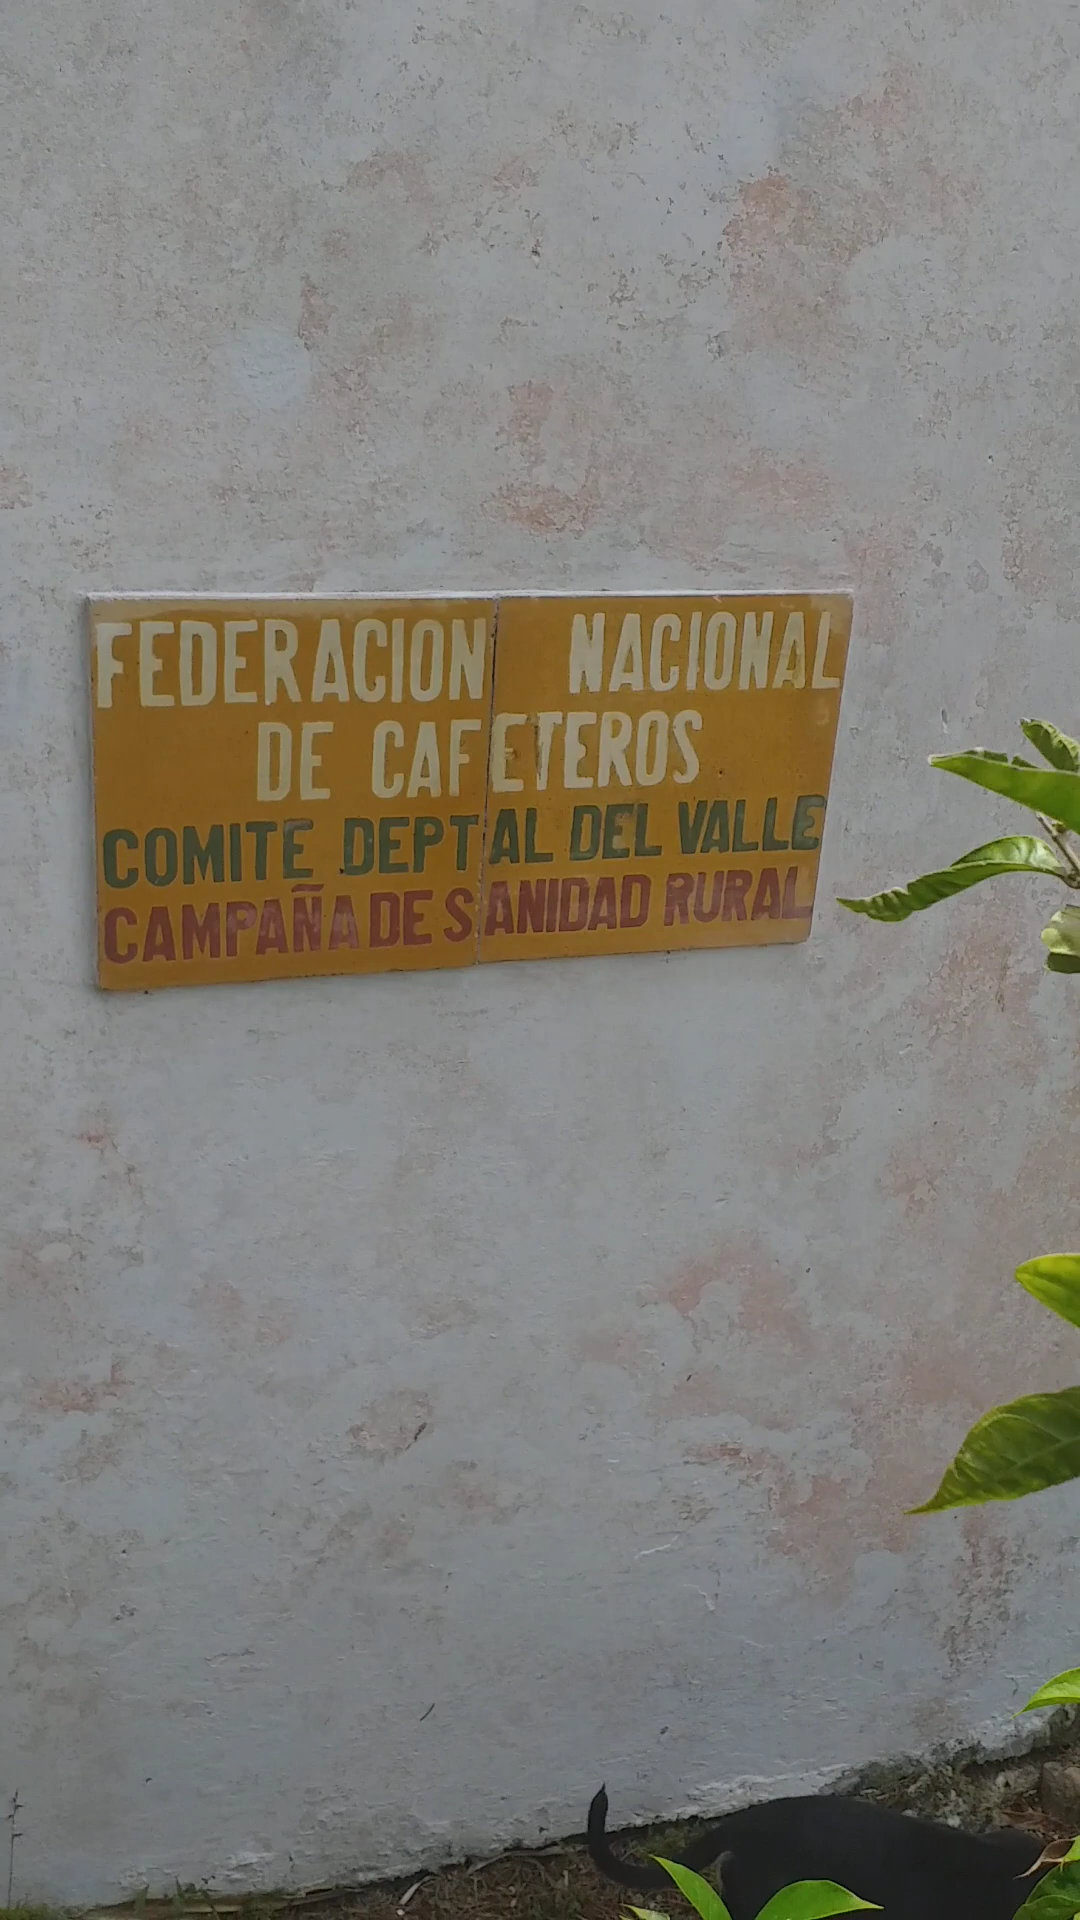 FEDERACION NACIONAL
DE CAFETEROS
COMITE DEPTAL DEL VALLE
CAMPAÑA DE SANIDAD RURAL